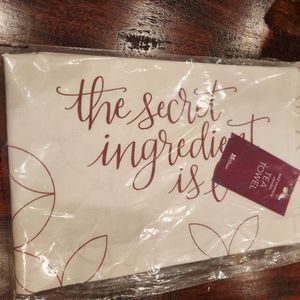 the secret
ingredient
is
TEA
TOWEL